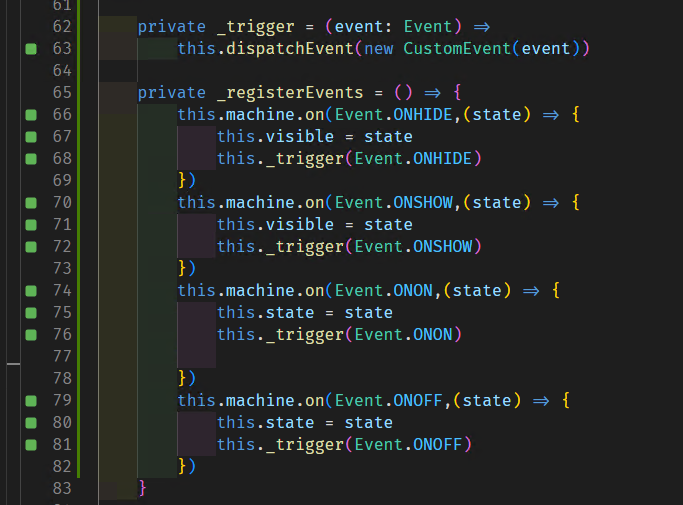 61
62 private _trigger = (event: Event) =>
63 this.dispatchEvent(new CustomEvent(event))
64
65 private _registerEvents = () => {
66 this.machine.on(Event.ONHIDE,(state) => {
67 this.visible = state
68 this._trigger(Event.ONHIDE)
69 })
70 this.machine.on(Event.ONSHOW,(state) => {
71 this.visible = state
72 this._trigger(Event.ONSHOW)
73 })
74 this.machine.on(Event.ONON,(state) => {
75 this.state = state
76 this._trigger(Event.ONON)
77
78 })
79 this.machine.on(Event.ONOFF,(state) => {
80 this.state = state
81 this._trigger(Event.ONOFF)
82 })
83 }